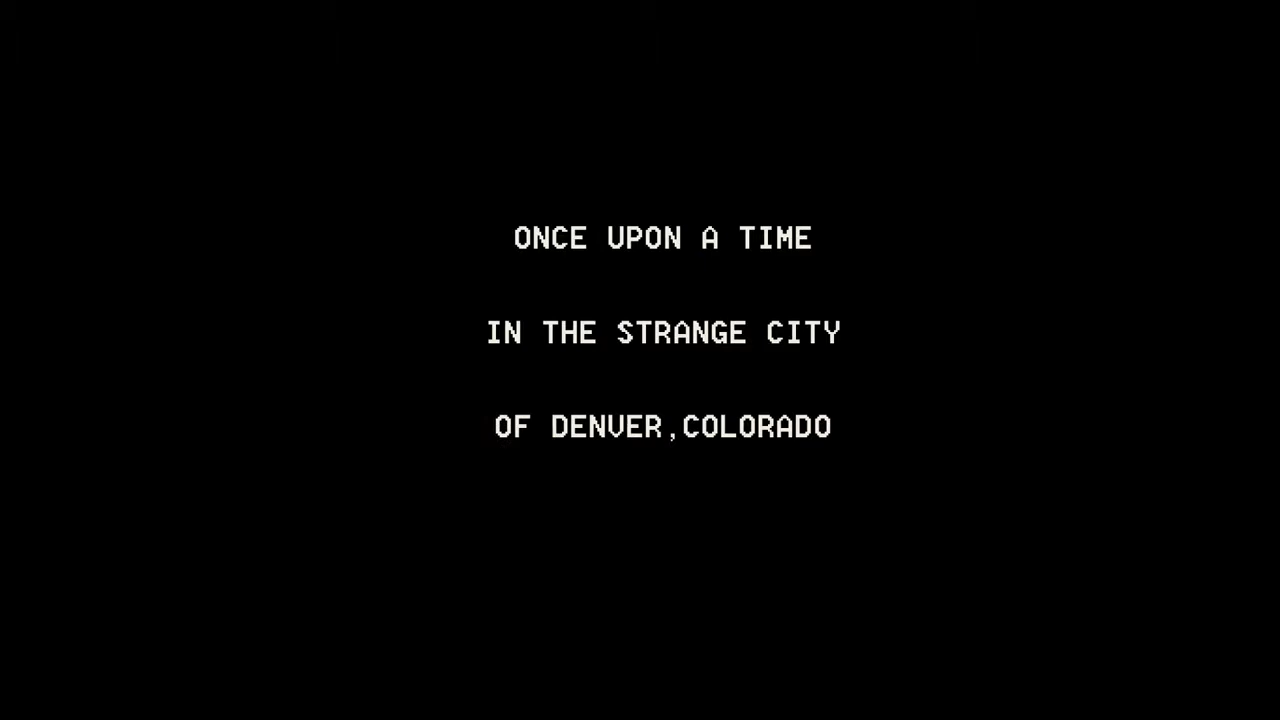 ONCE UPON A TIME
IN THE STRANGE CITY
OF DENVER,COLORADO